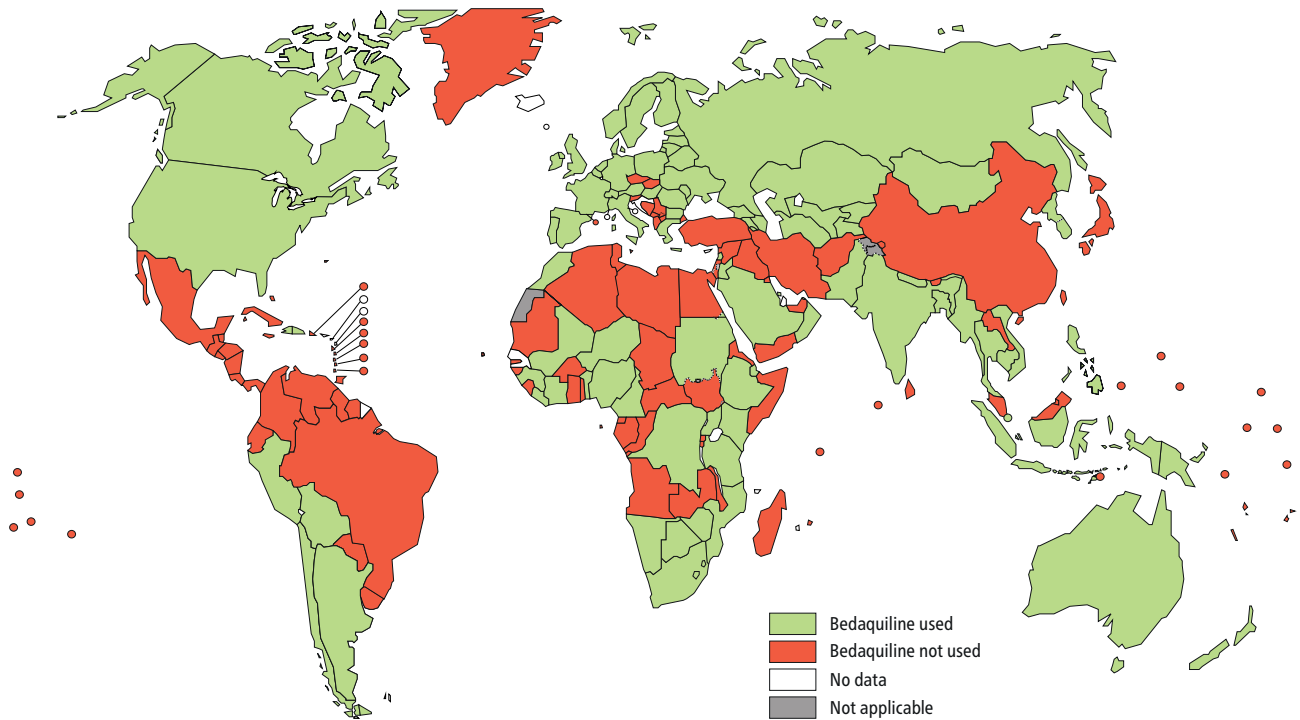 Bedaquiline used
Bedaquiline not used
No data
Not applicable